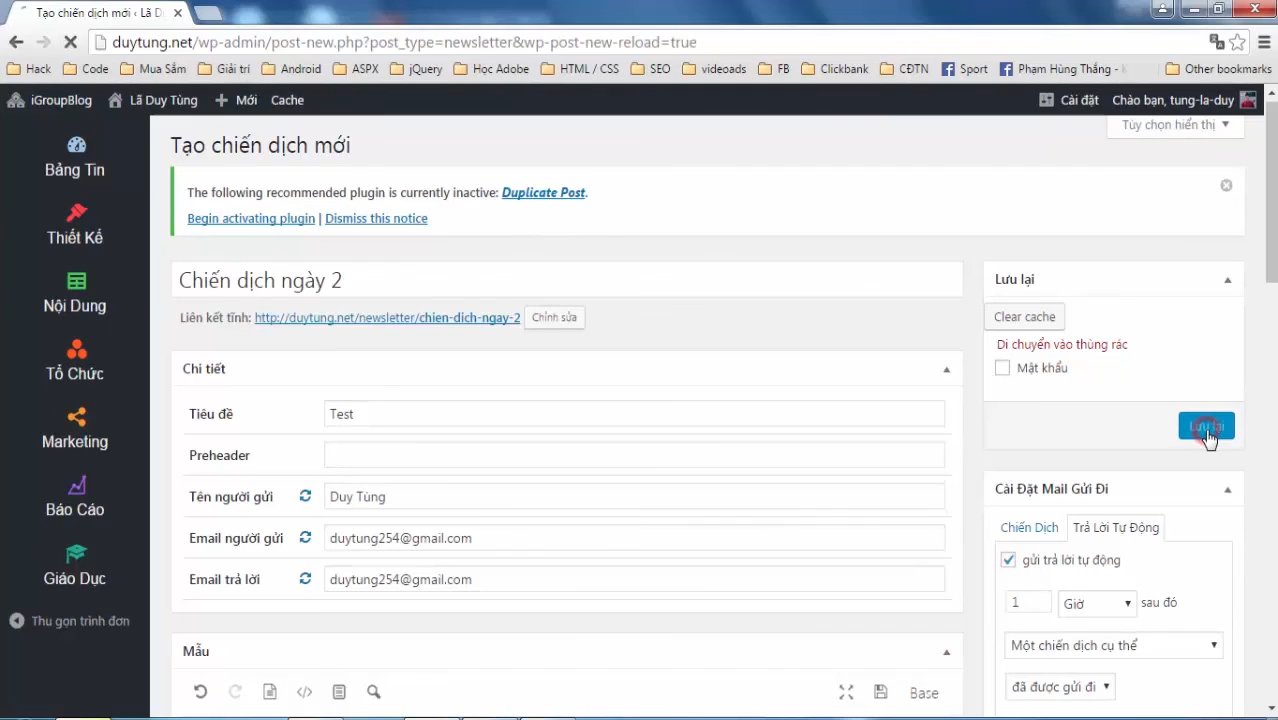 Tạo chiến dịch mới ‹ Lã D
duytung.net/wp-admin/post-new.php?post_type=newsletter&wp-post-new-reload=true
Hack Code Mua Sắm Giải trí Android ASPX jQuery Học Adobe HTML / CSS SEO videoads FB Clickbank CĐTN Sport Phạm Hùng Thắng - Other bookmarks
iGroupBlog Lã Duy Tùng Mới Cache Cài đặt Chào bạn, tung-la-duy
Tùy chọn hiển thị
Tạo chiến dịch mới
Bảng Tin
The following recommended plugin is currently inactive: Duplicate Post.
Begin activating plugin | Dismiss this notice
Thiết Kế
Chiến dịch ngày 2
Lưu lại
Nội Dung
Liên kết tĩnh: http://duytung.net/newsletter/chien-dich-ngay-2 Chỉnh sửa
Clear cache
Di chuyển vào thùng rác
Mật khẩu
Tổ Chức
Chi tiết
Tiêu đề Test
Lưu lại
Marketing
Preheader
Cài Đặt Mail Gửi Đi
Tên người gửi Duy Tùng
Báo Cáo
Chiến Dịch Trả Lời Tự Động
Email người gửi duytung254@gmail.com
gửi trả lời tự động
Giáo Dục
Email trả lời duytung254@gmail.com
1 Giờ sau đó
Thu gọn trình đơn
Một chiến dịch cụ thể
Mẫu
đã được gửi đi
Base